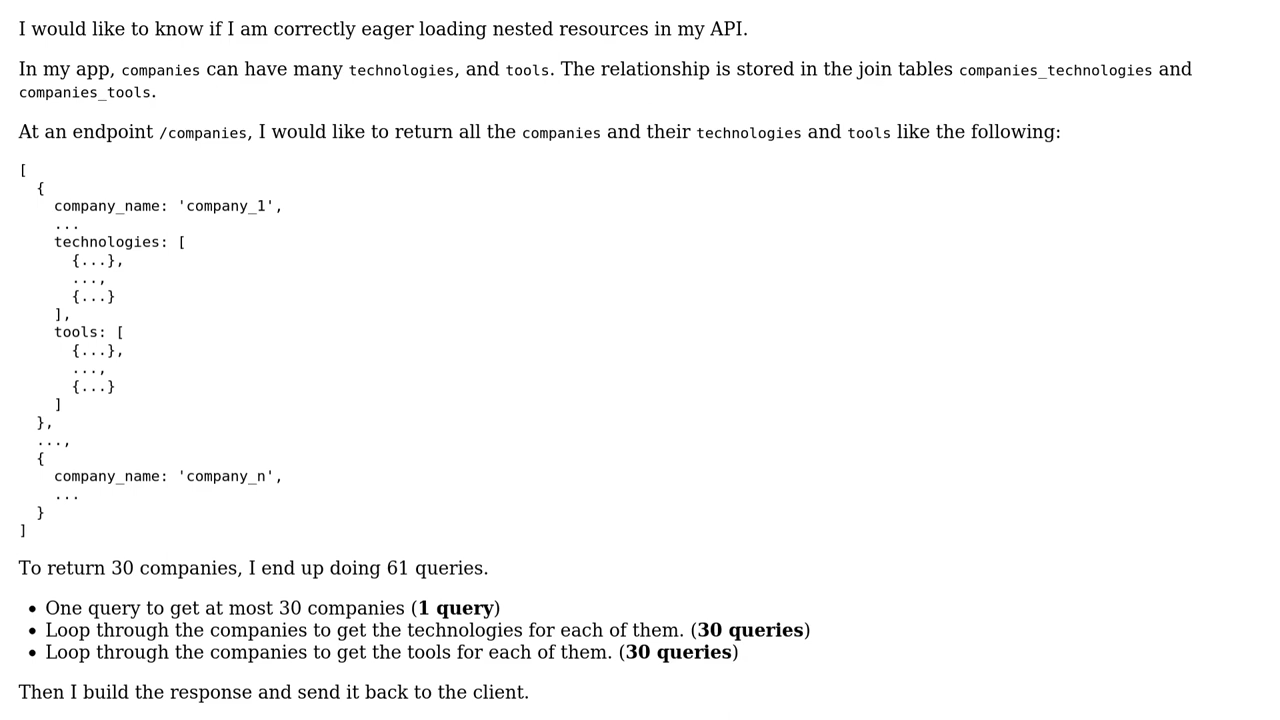 I would like to know if I am correctly eager loading nested resources in my API.
In my app, companies can have many technologies, and tools. The relationship is stored in the join tables companies_technologies and
companies_tools.
At an endpoint /companies, I would like to return all the companies and their technologies and tools like the following:
[
  {
    company_name: 'company_1',
    ...
    technologies: [
      {...},
      ...,
      {...}
    ],
    tools: [
      {...},
      ...,
      {...}
    ]
  },
  ...,
  {
    company_name: 'company_n',
    ...
  }
]
To return 30 companies, I end up doing 61 queries.
• One query to get at most 30 companies (1 query)
• Loop through the companies to get the technologies for each of them. (30 queries)
• Loop through the companies to get the tools for each of them. (30 queries)
Then I build the response and send it back to the client.